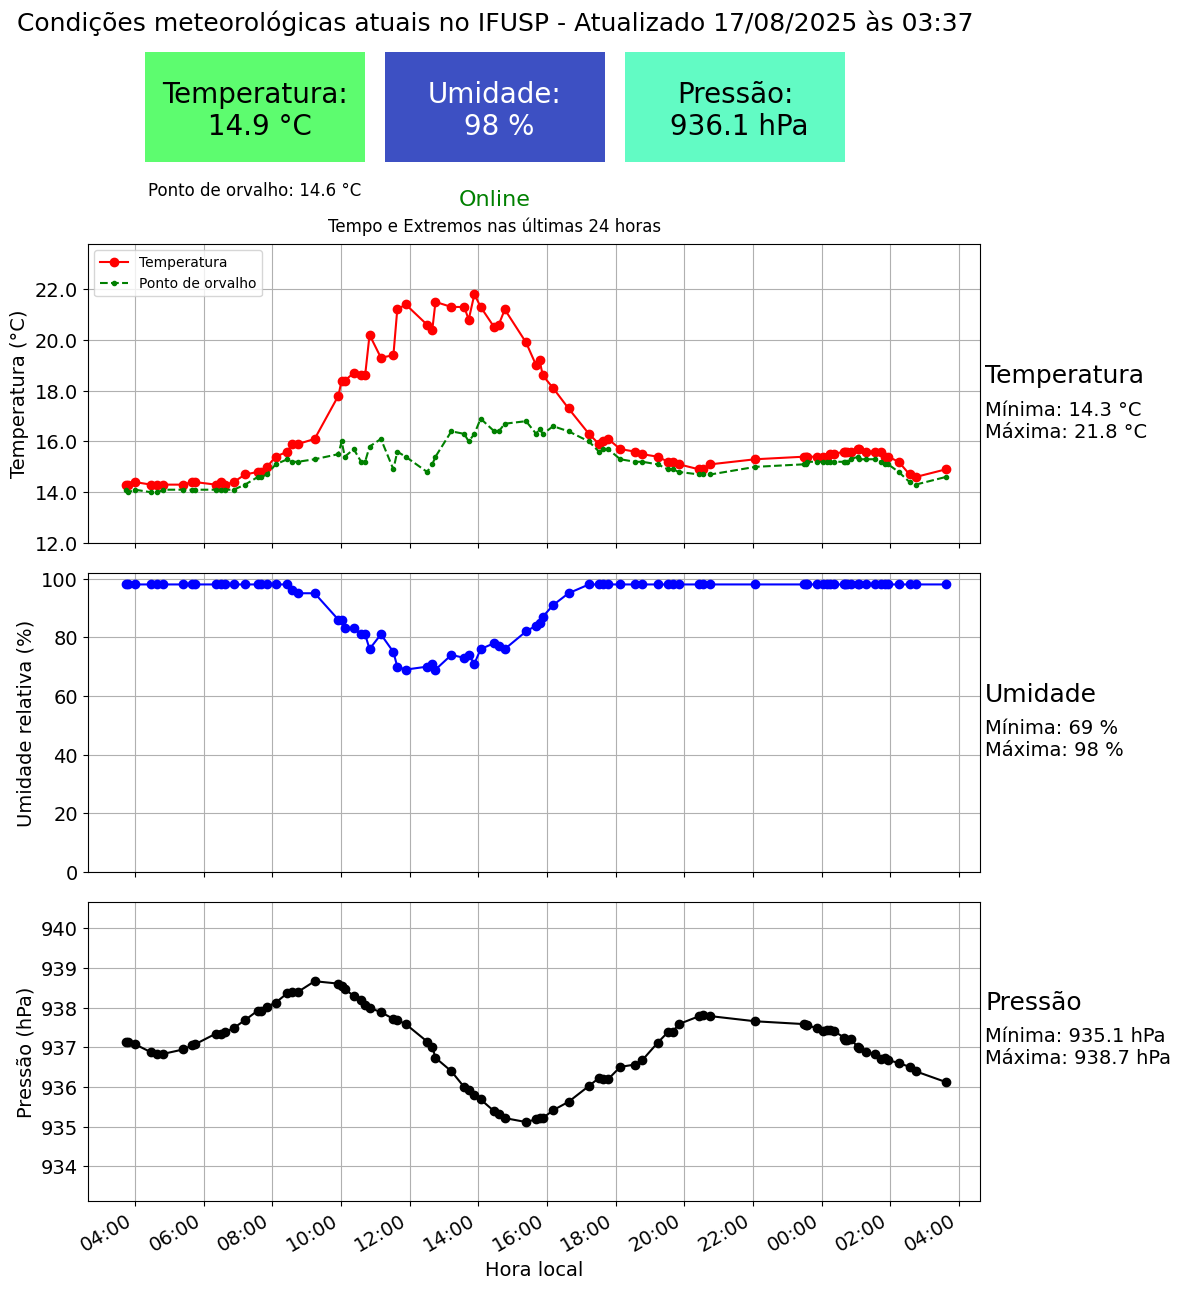 Condições meteorológicas atuais no IFUSP - Atualizado 17/08/2025 às 03:37
Temperatura:
14.9 °C
Umidade:
98 %
Pressão:
936.1 hPa
Ponto de orvalho: 14.6 °C
Online
Tempo e Extremos nas últimas 24 horas
Temperatura
Ponto de orvalho
Temperatura (°C)
22.0
20.0
18.0
16.0
14.0
12.0
Temperatura
Mínima: 14.3 °C
Máxima: 21.8 °C
Umidade relativa (%)
100
80
60
40
20
0
Umidade
Mínima: 69 %
Máxima: 98 %
Pressão (hPa)
940
939
938
937
936
935
934
Pressão
Mínima: 935.1 hPa
Máxima: 938.7 hPa
04:00 06:00 08:00 10:00 12:00 14:00 16:00 18:00 20:00 22:00 00:00 02:00 04:00
Hora local